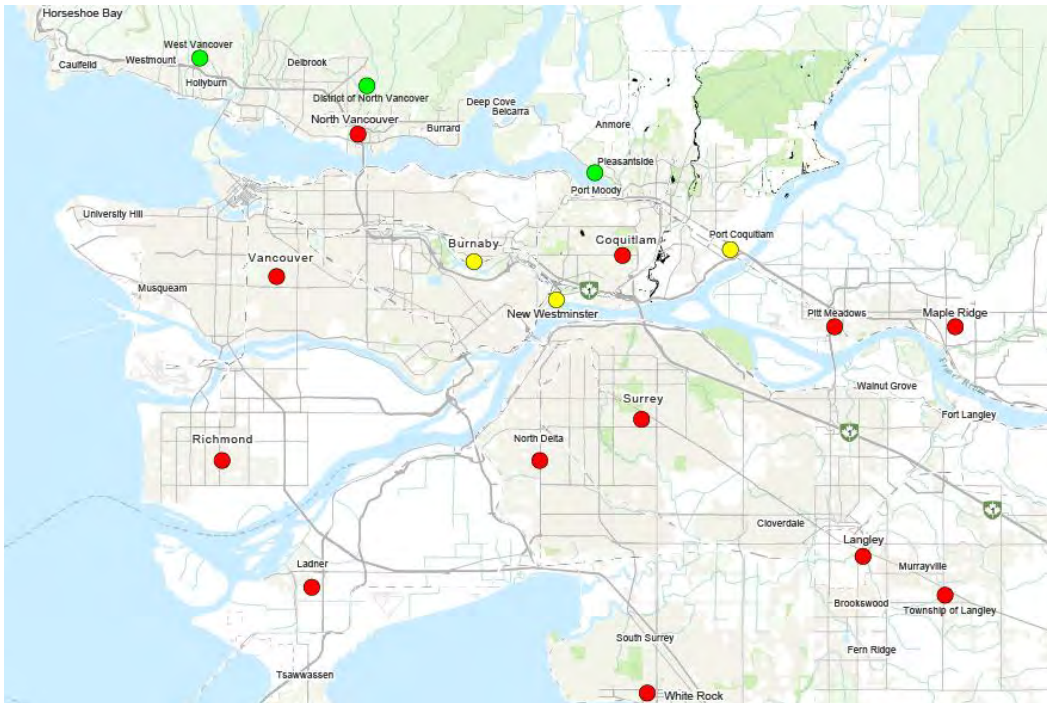 Horseshoe Bay
West Vancover
Delbrook
Westmount
Caulfeild
Hollyburn
District of North Vancouver
Deep Cove
Belcarra
North Vancouver
Burrard
Anmore
Pleasantside
Port Moody
University Hill
Port Coquitlam
Burnaby
Coquitlam
Vancouver
Musqueam
New Westminster
Pitt Meadows
Maple Ridge
Fraser River
Walnut Grove
Surrey
Fort Langley
Richmond
North Delta
Cloverdale
Langley
Ladner
Murrayville
Brookswood
Township of Langley
South Surrey
Fern Ridge
Tsawwassen
White Rock